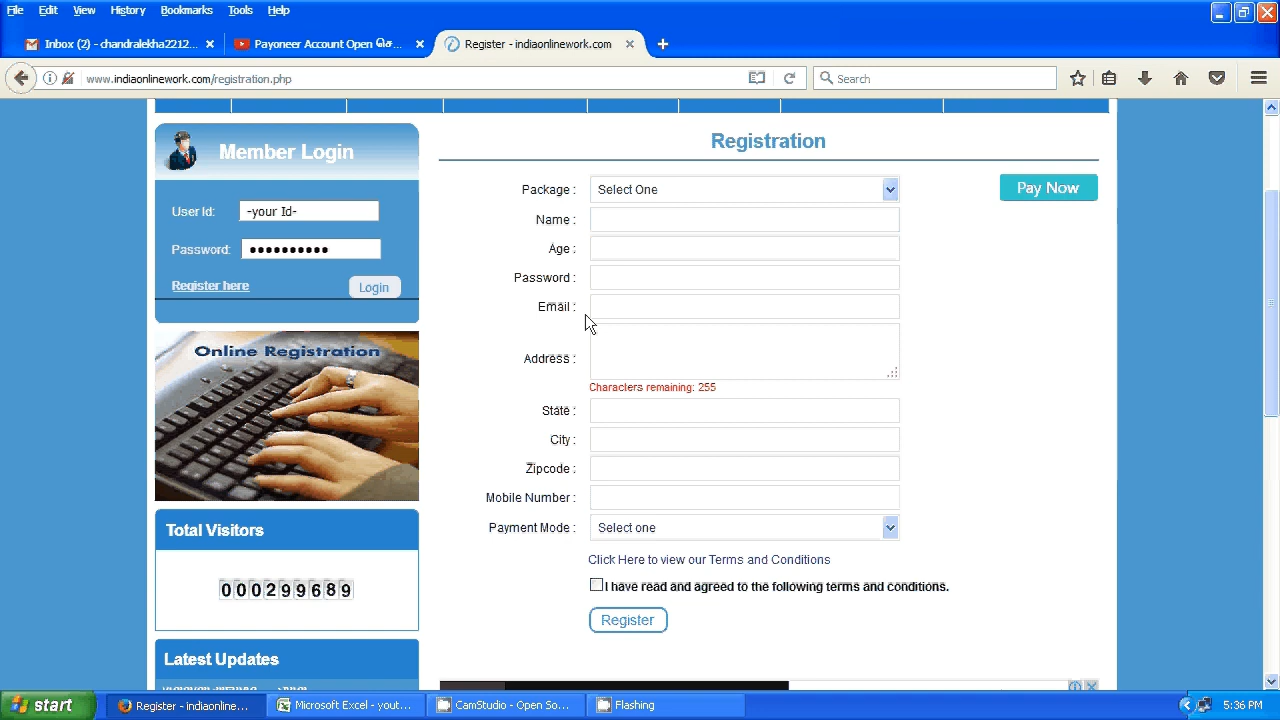 File Edit View History Bookmarks Tools Help
Inbox (2) - chandralekha2212... Payoneer Account Open செ... Register - indiaonlinework.com
www.indiaonlinework.com/registration.php Search
Member Login
User Id: -your Id-
Password:
Register here Login
Online Registration
Total Visitors
000299689
Latest Updates
Registration
Package : Select One Pay Now
Name :
Age :
Password :
Email :
Address :
Characters remaining: 255
State :
City :
Zipcode :
Mobile Number :
Payment Mode : Select one
Click Here to view our Terms and Conditions
I have read and agreed to the following terms and conditions.
Register
start Register - indiaonline... Microsoft Excel - yout... CamStudio - Open So... Flashing 5:36 PM